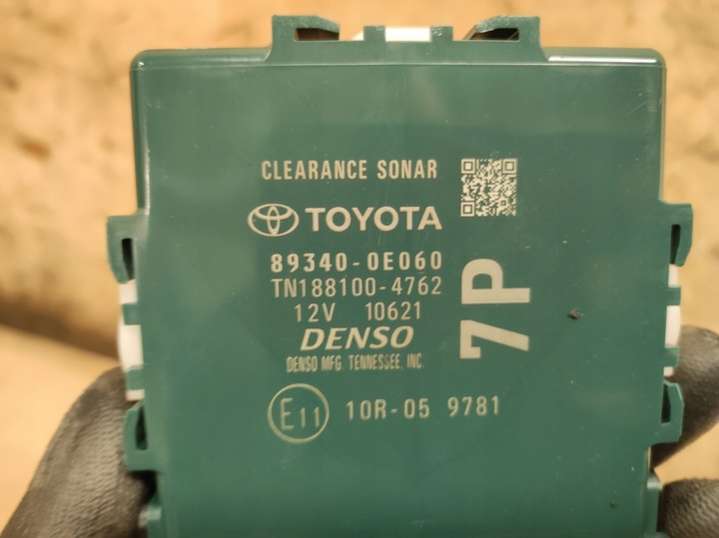 CLEARANCE SONAR
TOYOTA
89340-0E060
TN188100-4762
12V 10621
DENSO
DENSO MFG. TENNESSEE, INC.
7P
E11 10R-05 9781